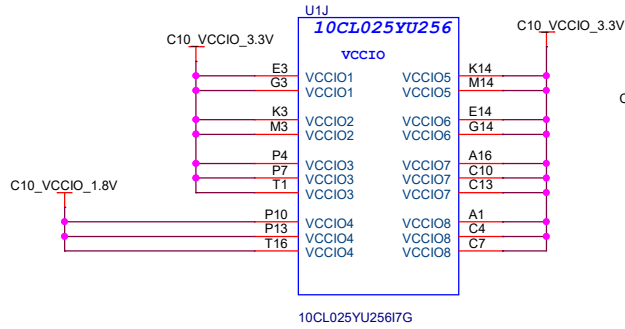 U1J
10CL025YU256
C10_VCCIO_3.3V
C10_VCCIO_3.3V
VCCIO
E3 VCCIO1 VCCIO5 K14
G3 VCCIO1 VCCIO5 M14
C
K3 VCCIO2 VCCIO6 E14
M3 VCCIO2 VCCIO6 G14
P4 VCCIO3 VCCIO7 A16
P7 VCCIO3 VCCIO7 C10
T1 VCCIO3 VCCIO7 C13
C10_VCCIO_1.8V
P10 VCCIO4 VCCIO8 A1
P13 VCCIO4 VCCIO8 C4
T16 VCCIO4 VCCIO8 C7
10CL025YU256I7G